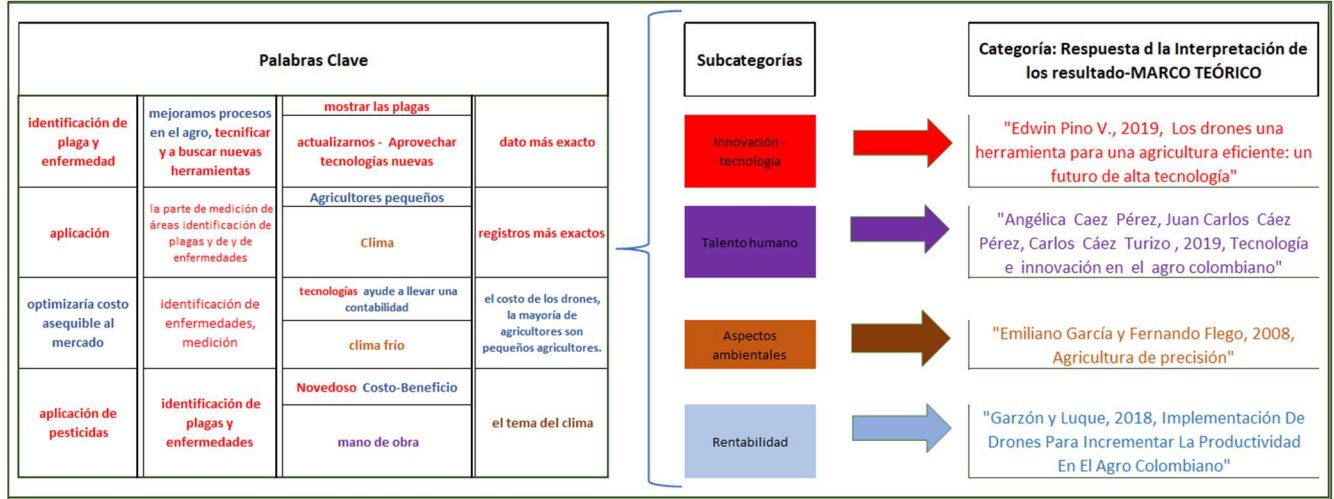 Palabras Clave
identificación de
plaga y
enfermedad
mejoramos procesos
en el agro, tecnificar
y a buscar nuevas
herramientas
mostrar las plagas
actualizarnos - Aprovechar
tecnologías nuevas
dato más exacto
aplicación
la parte de medición de
áreas identificación de
plagas y de y de
enfermedades
Agricultores pequeños
Clima
registros más exactos
optimizaría costo
asequible al
mercado
identificación de
enfermedades,
medición
tecnologías ayude a llevar una
contabilidad
clima frío
el costo de los drones,
la mayoría de
agricultores son
pequeños agricultores.
aplicación de
pesticidas
identificación de
plagas y
enfermedades
Novedoso Costo-Beneficio
mano de obra
el tema del clima
Subcategorías
Innovación -
tecnología
Talento humano
Aspectos
ambientales
Rentabilidad
Categoría: Respuesta d la Interpretación de
los resultado-MARCO TEÓRICO
"Edwin Pino V., 2019, Los drones una
herramienta para una agricultura eficiente: un
futuro de alta tecnología"
"Angélica Caez Pérez, Juan Carlos Cáez
Pérez, Carlos Cáez Turizo , 2019, Tecnología
e innovación en el agro colombiano"
"Emiliano García y Fernando Flego, 2008,
Agricultura de precisión"
"Garzón y Luque, 2018, Implementación De
Drones Para Incrementar La Productividad
En El Agro Colombiano"